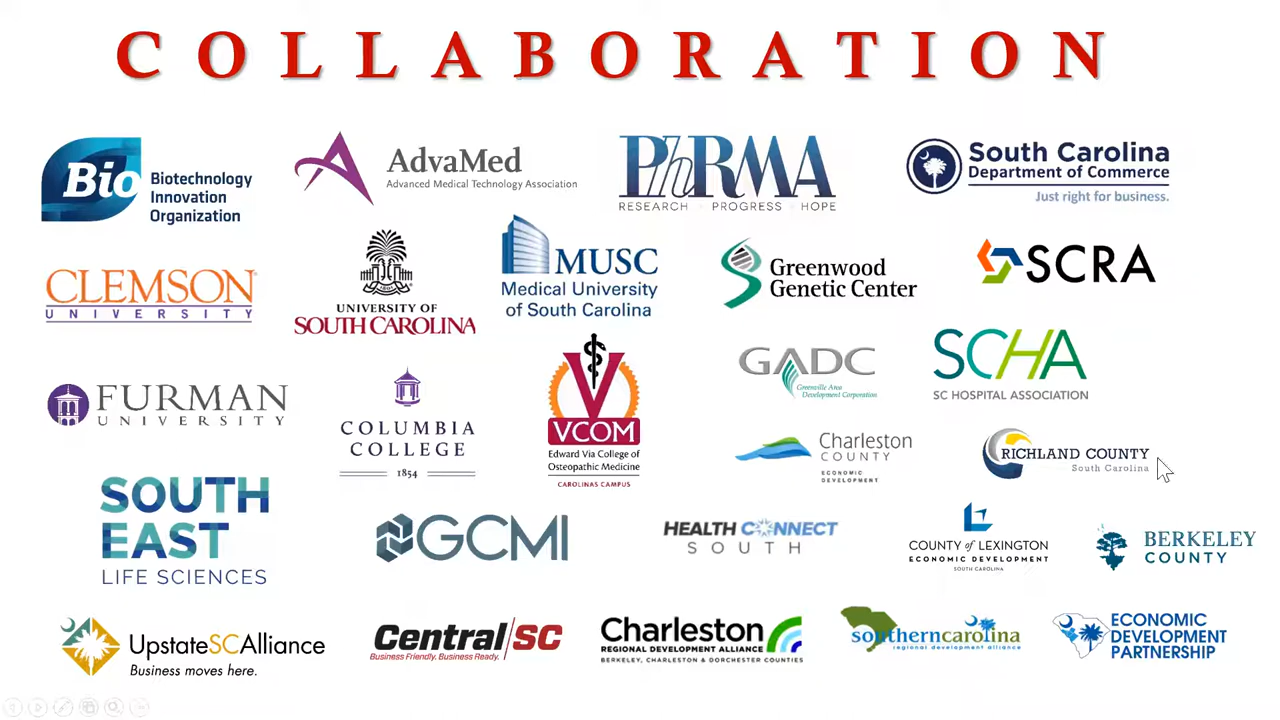 COLLABORATION
Bio
Biotechnology
Innovation
Organization
AdvaMed
Advanced Medical Technology Association
PhRMA
RESEARCH · PROGRESS · HOPE
South Carolina
Department of Commerce
Just right for business.
CLEMSON
UNIVERSITY
UNIVERSITY OF
SOUTH CAROLINA
MUSC
Medical University
of South Carolina
Greenwood
Genetic Center
SCRA
FURMAN
UNIVERSITY
COLUMBIA
COLLEGE
1854
V
VCOM
Edward Via College of
Osteopathic Medicine
CAROLINAS CAMPUS
GADC
Greenville Area
Development Corporation
SCHA
SC HOSPITAL ASSOCIATION
Charleston
COUNTY
ECONOMIC
DEVELOPMENT
RICHLAND COUNTY
South Carolina
SOUTH
EAST
LIFE SCIENCES
GCMI
HEALTH CONNECT
SOUTH
COUNTY of LEXINGTON
ECONOMIC DEVELOPMENT
SOUTH CAROLINA
BERKELEY
COUNTY
UpstateSCAlliance
Business moves here.
Central SC
Business Friendly. Business Ready.
Charleston
REGIONAL DEVELOPMENT ALLIANCE
BERKELEY, CHARLESTON & DORCHESTER COUNTIES
southerncarolina
regional development alliance
ECONOMIC
DEVELOPMENT
PARTNERSHIP